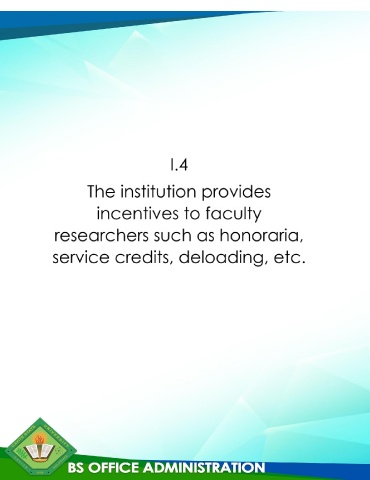 I.4
The institution provides
incentives to faculty
researchers such as honoraria,
service credits, deloading, etc.
BS OFFICE ADMINISTRATION